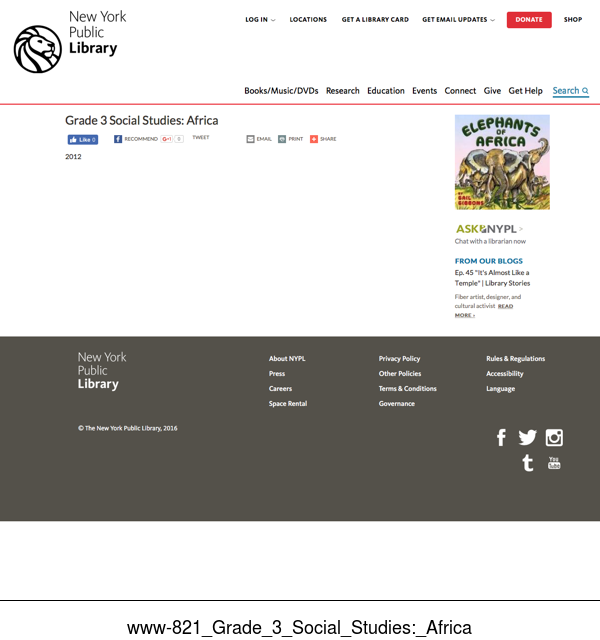 New York
Public
Library
LOG IN
LOCATIONS
GET A LIBRARY CARD
GET EMAIL UPDATES
DONATE
SHOP
Books/Music/DVDs Research Education Events Connect Give Get Help Search
Grade 3 Social Studies: Africa
Like 0
RECOMMEND
G+1 0
TWEET
EMAIL
PRINT
SHARE
2012
ELEPHANTS
OF
AFRICA
BY
GAIL
GIBBONS
ASK NYPL >
Chat with a librarian now
FROM OUR BLOGS
Ep. 45 "It's Almost Like a
Temple" | Library Stories
Fiber artist, designer, and
cultural activist READ
MORE ›
New York
Public
Library
About NYPL
Press
Careers
Space Rental
Privacy Policy
Other Policies
Terms & Conditions
Governance
Rules & Regulations
Accessibility
Language
© The New York Public Library, 2016
You
Tube
www-821_Grade_3_Social_Studies:_Africa